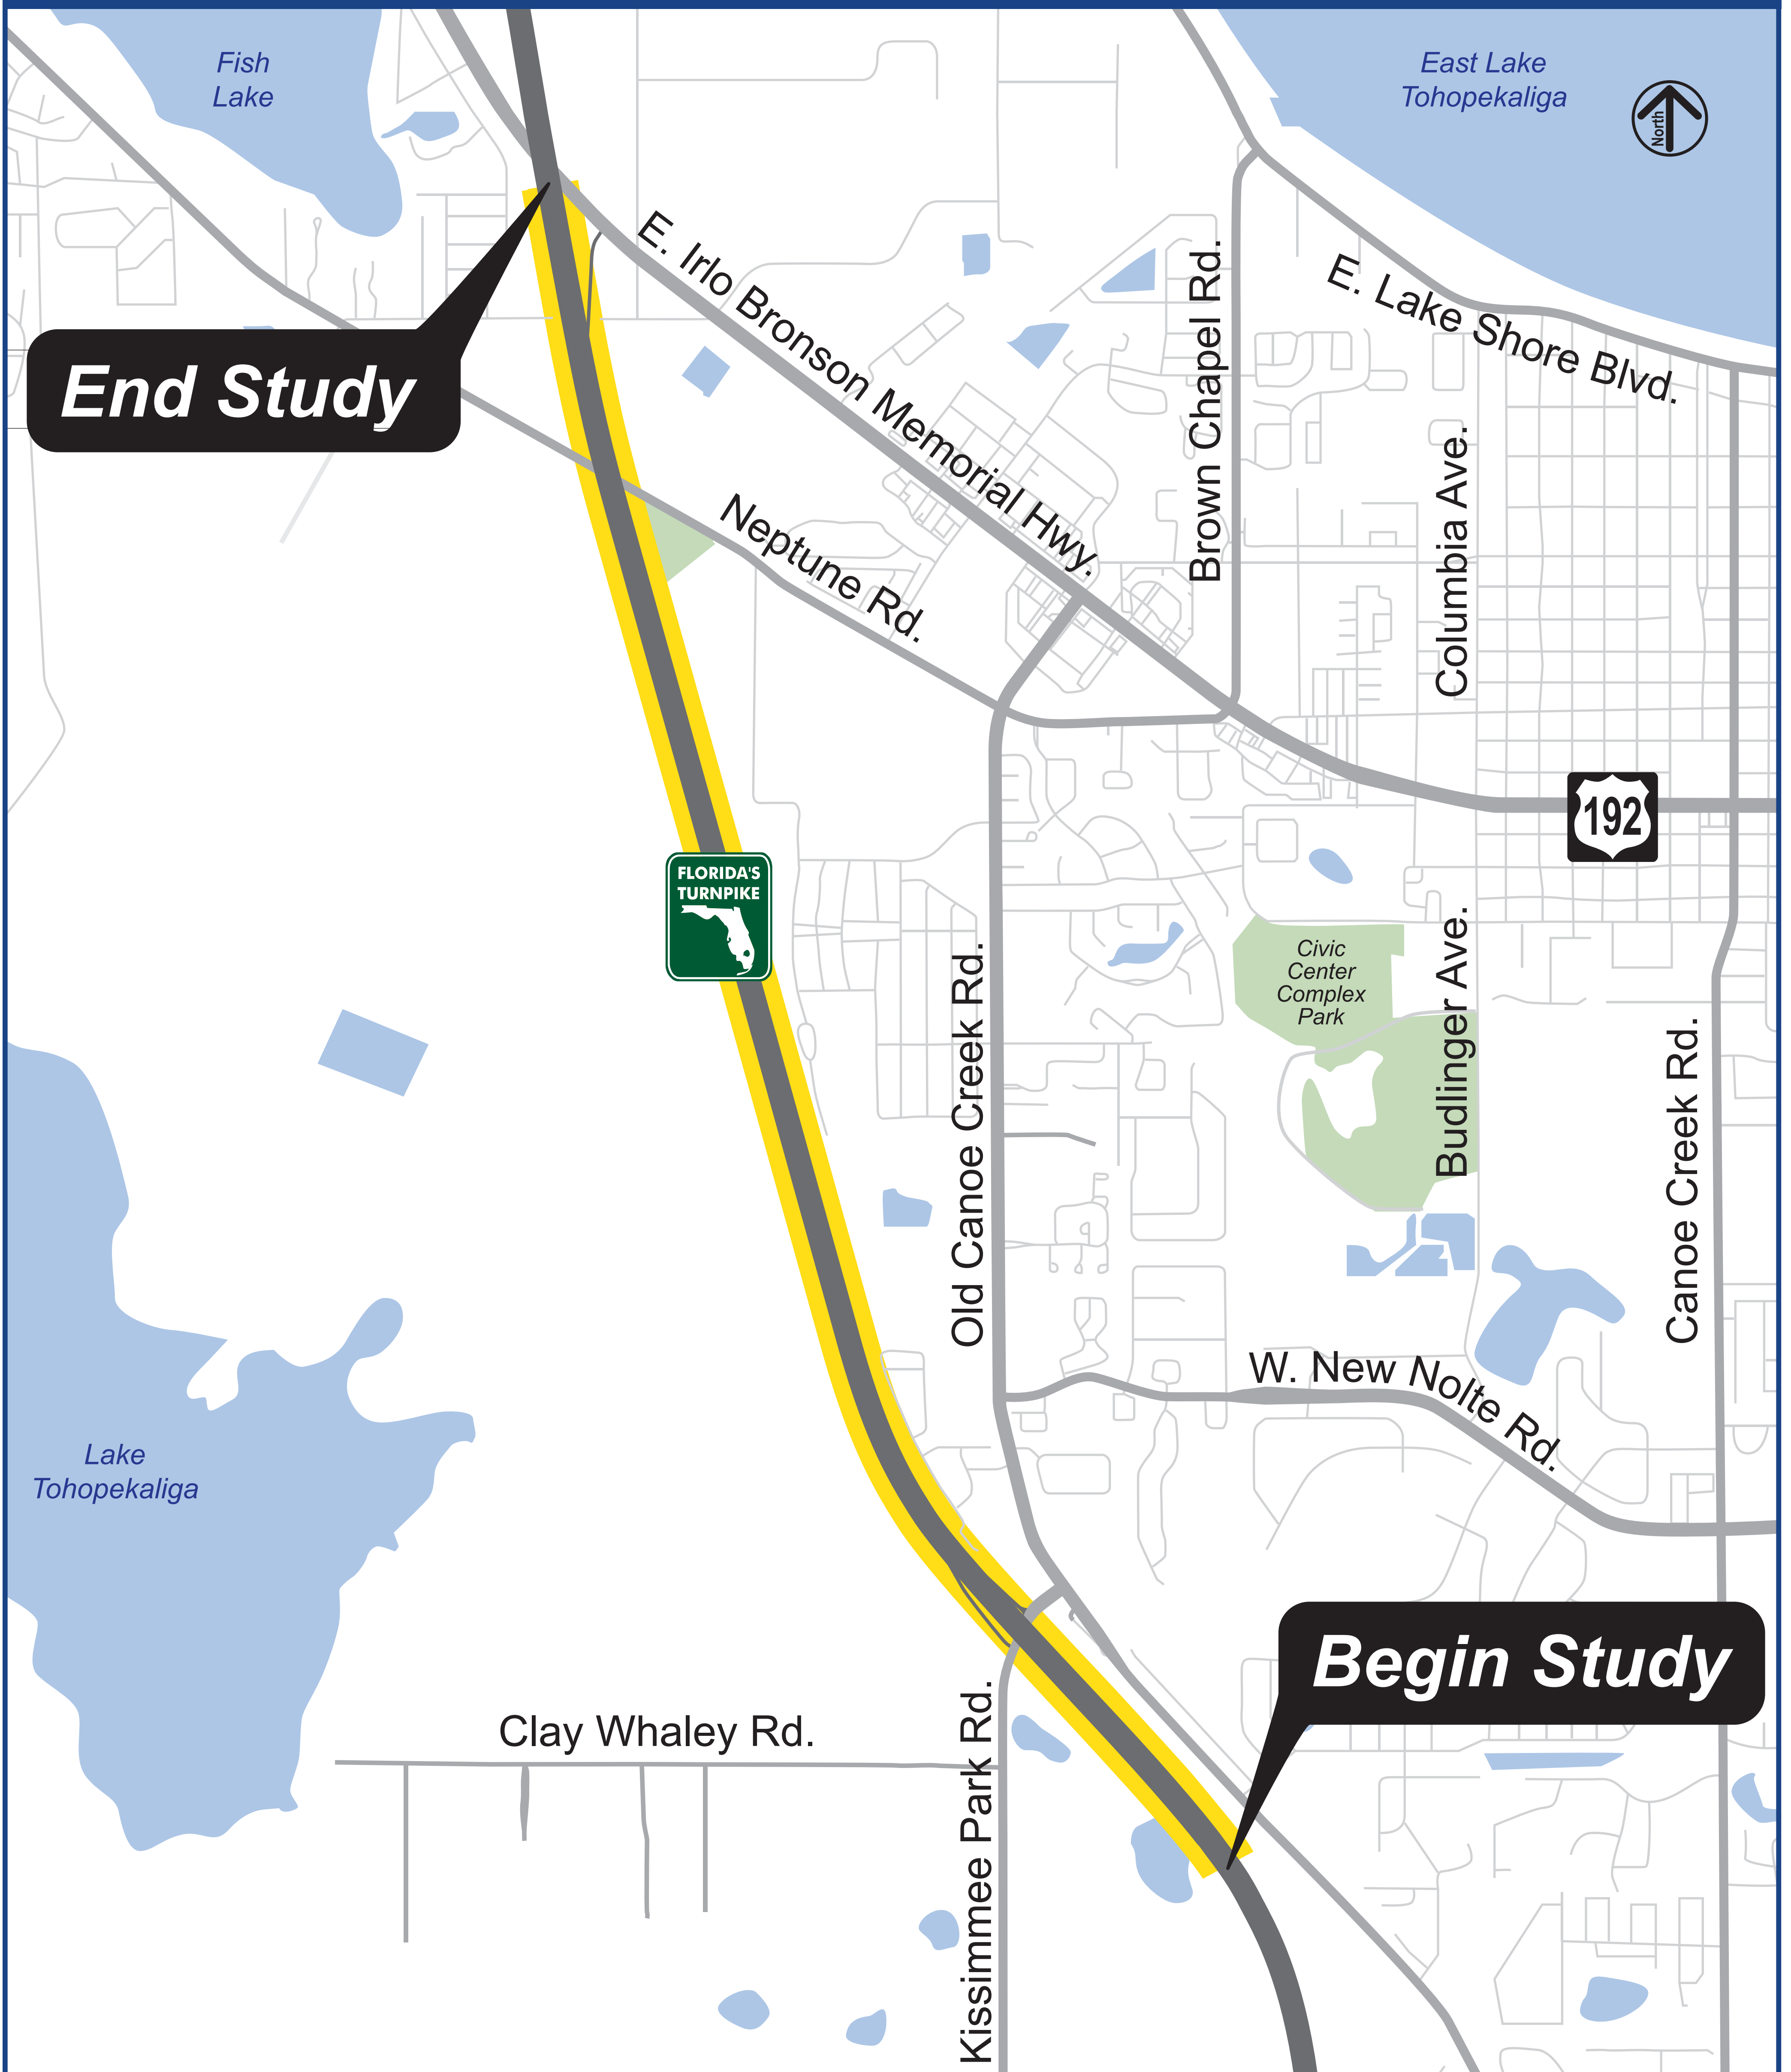 Fish
Lake
East Lake
Tohopekaliga
North
E. Irlo Bronson Memorial Hwy.
Brown Chapel Rd.
E. Lake Shore Blvd.
End Study
Columbia Ave.
Neptune Rd.
192
FLORIDA'S
TURNPIKE
Civic
Center
Complex
Park
Old Canoe Creek Rd.
Budlinger Ave.
Canoe Creek Rd.
W. New Nolte Rd.
Lake
Tohopekaliga
Begin Study
Clay Whaley Rd.
Kissimmee Park Rd.